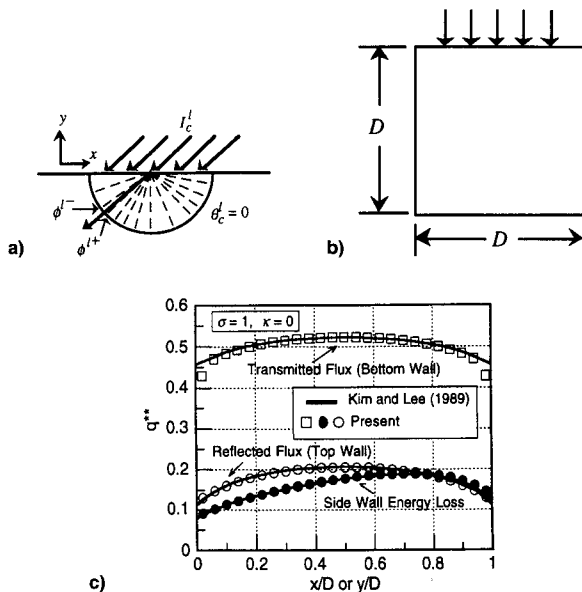 y
x
I_c^l
ϕ^{l-}
ϕ^{l+}
θ_c^l = 0
a)
D
D
b)
0.6
0.5
0.4
0.3
0.2
0.1
0
q**
σ = 1, κ = 0
Transmitted Flux (Bottom Wall)
Kim and Lee (1989)
Present
Reflected Flux (Top Wall)
Side Wall Energy Loss
0 0.2 0.4 0.6 0.8 1
x/D or y/D
c)